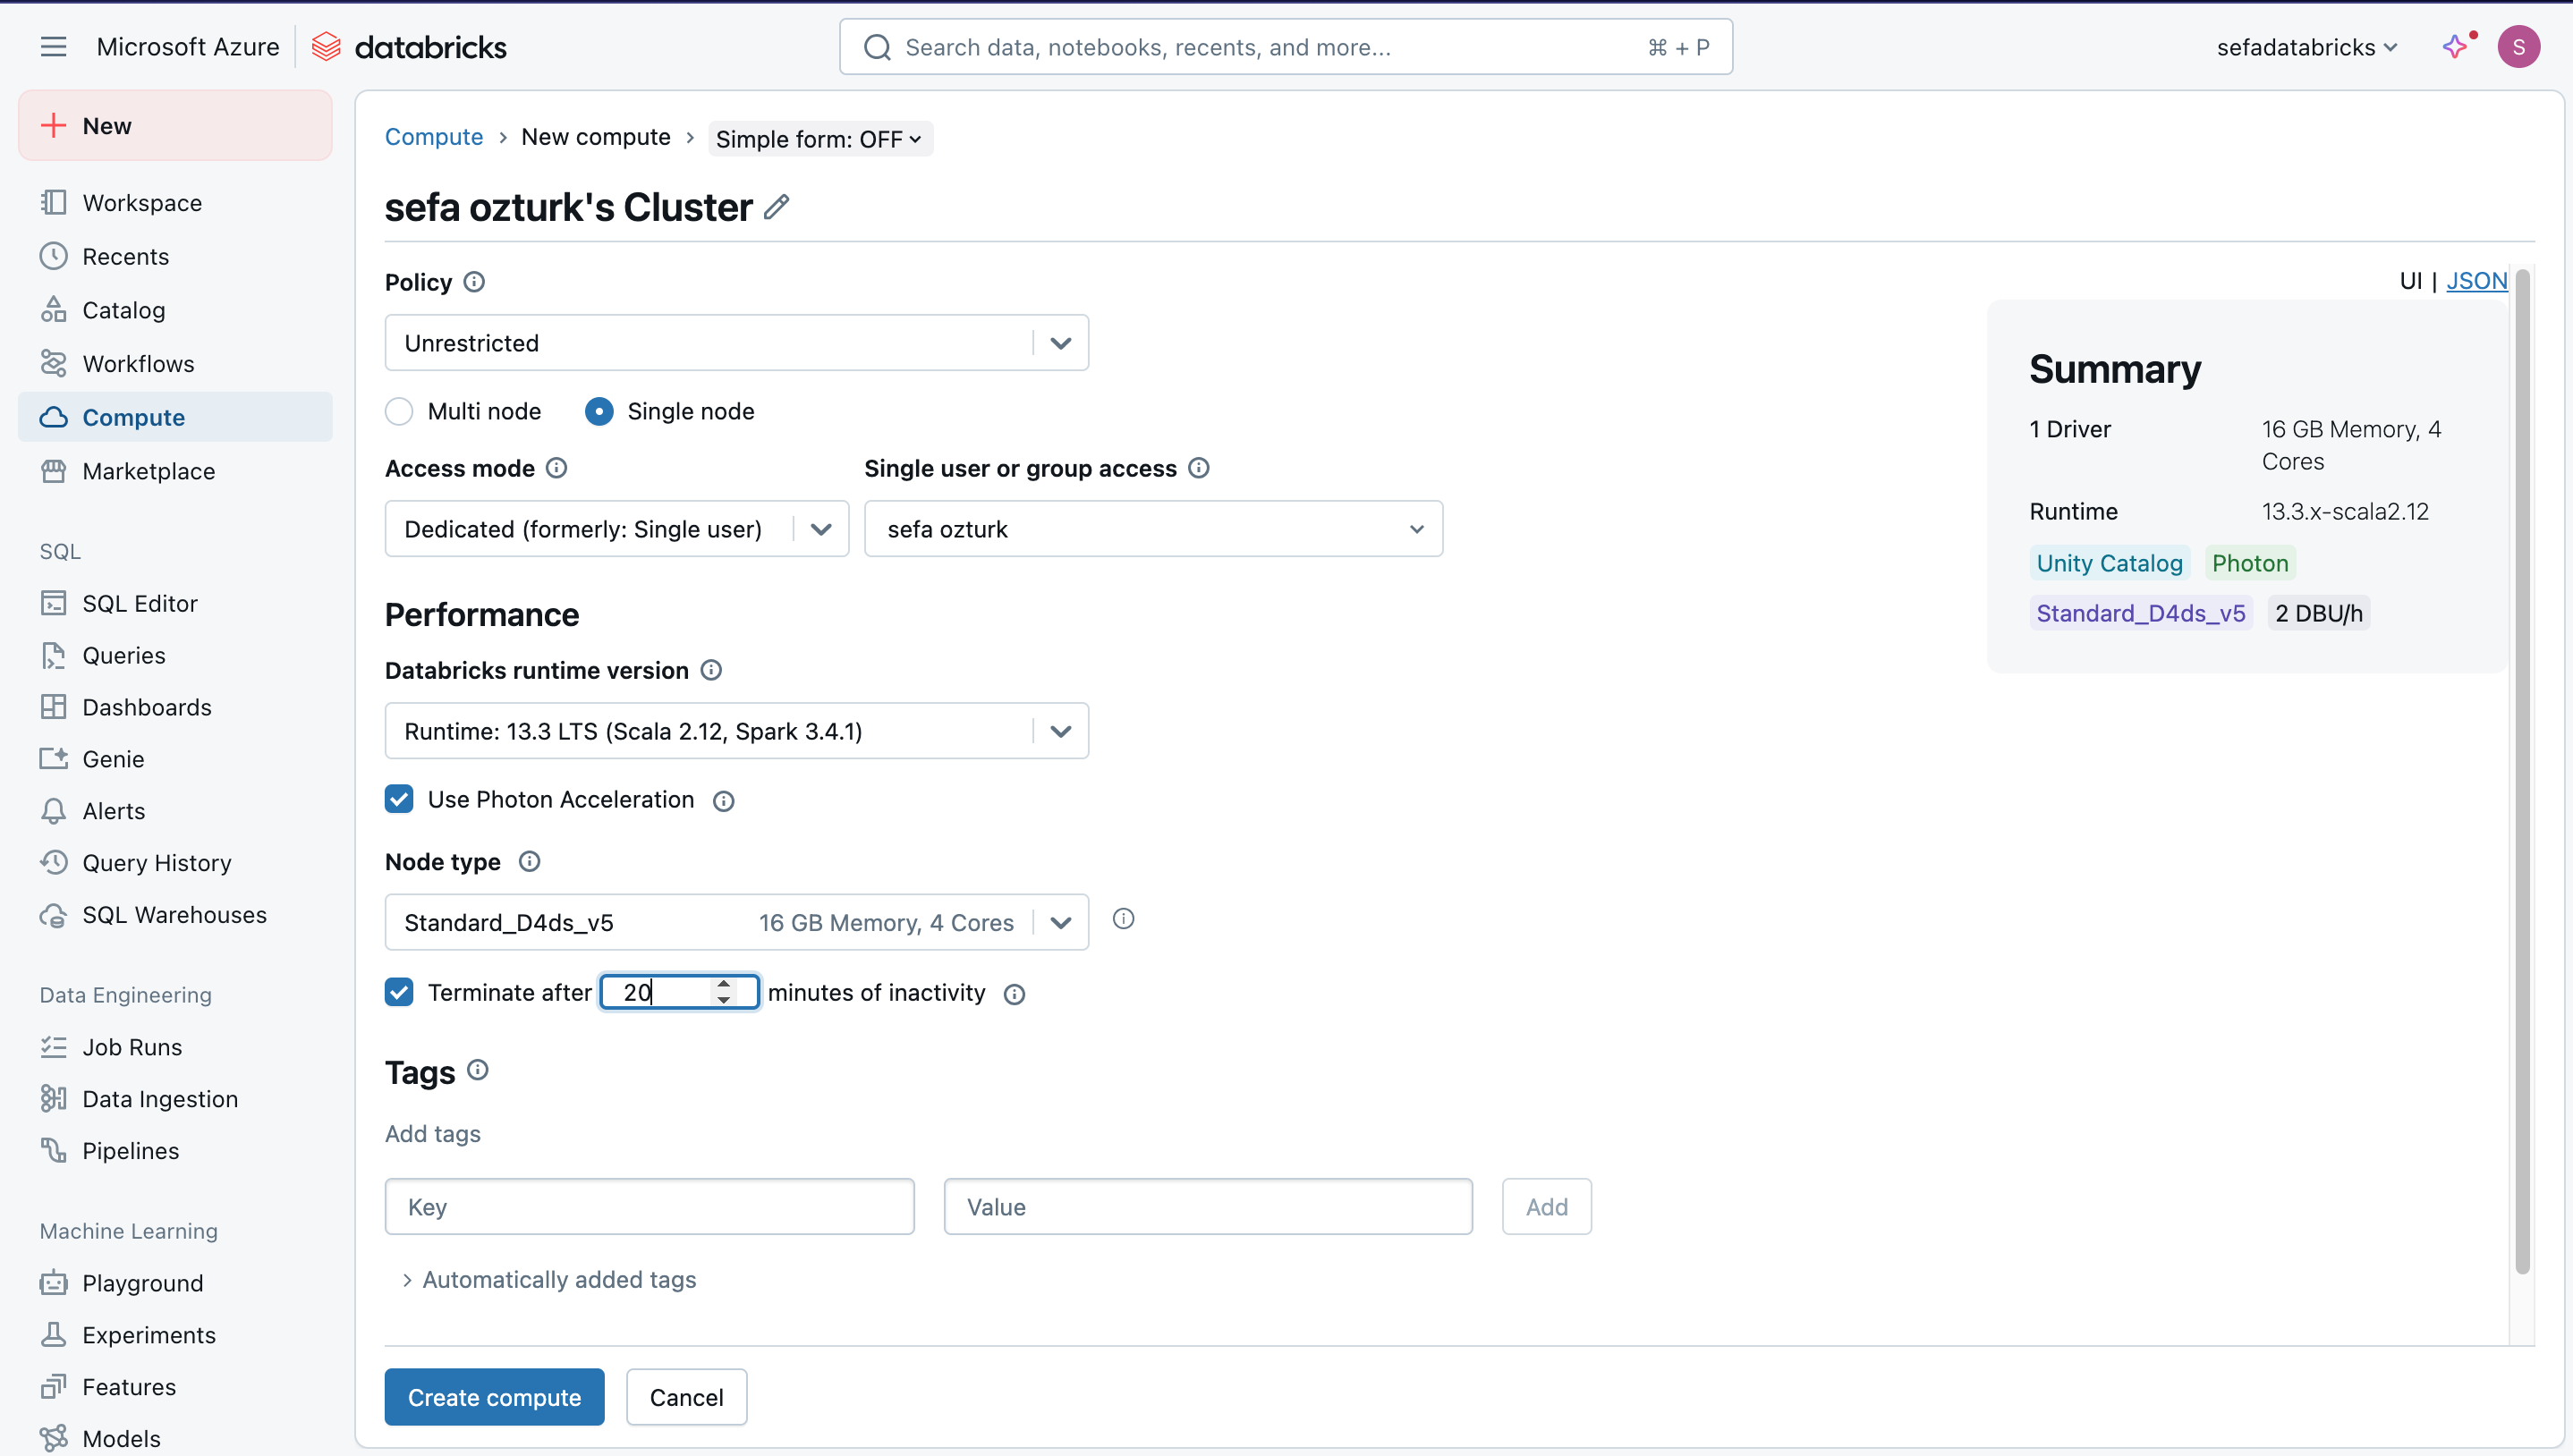 Microsoft Azure databricks
Search data, notebooks, recents, and more... ⌘ + P
sefadatabricks
S
New
Workspace
Recents
Catalog
Workflows
Compute
Marketplace
SQL
SQL Editor
Queries
Dashboards
Genie
Alerts
Query History
SQL Warehouses
Data Engineering
Job Runs
Data Ingestion
Pipelines
Machine Learning
Playground
Experiments
Features
Models
Compute > New compute > Simple form: OFF
sefa ozturk's Cluster
Policy
Unrestricted
Multi node Single node
Access mode Single user or group access
Dedicated (formerly: Single user) sefa ozturk
Performance
Databricks runtime version
Runtime: 13.3 LTS (Scala 2.12, Spark 3.4.1)
Use Photon Acceleration
Node type
Standard_D4ds_v5 16 GB Memory, 4 Cores
Terminate after 20 minutes of inactivity
Tags
Add tags
Key Value Add
Automatically added tags
Create compute Cancel
UI | JSON
Summary
1 Driver 16 GB Memory, 4
Cores
Runtime 13.3.x-scala2.12
Unity Catalog Photon
Standard_D4ds_v5 2 DBU/h